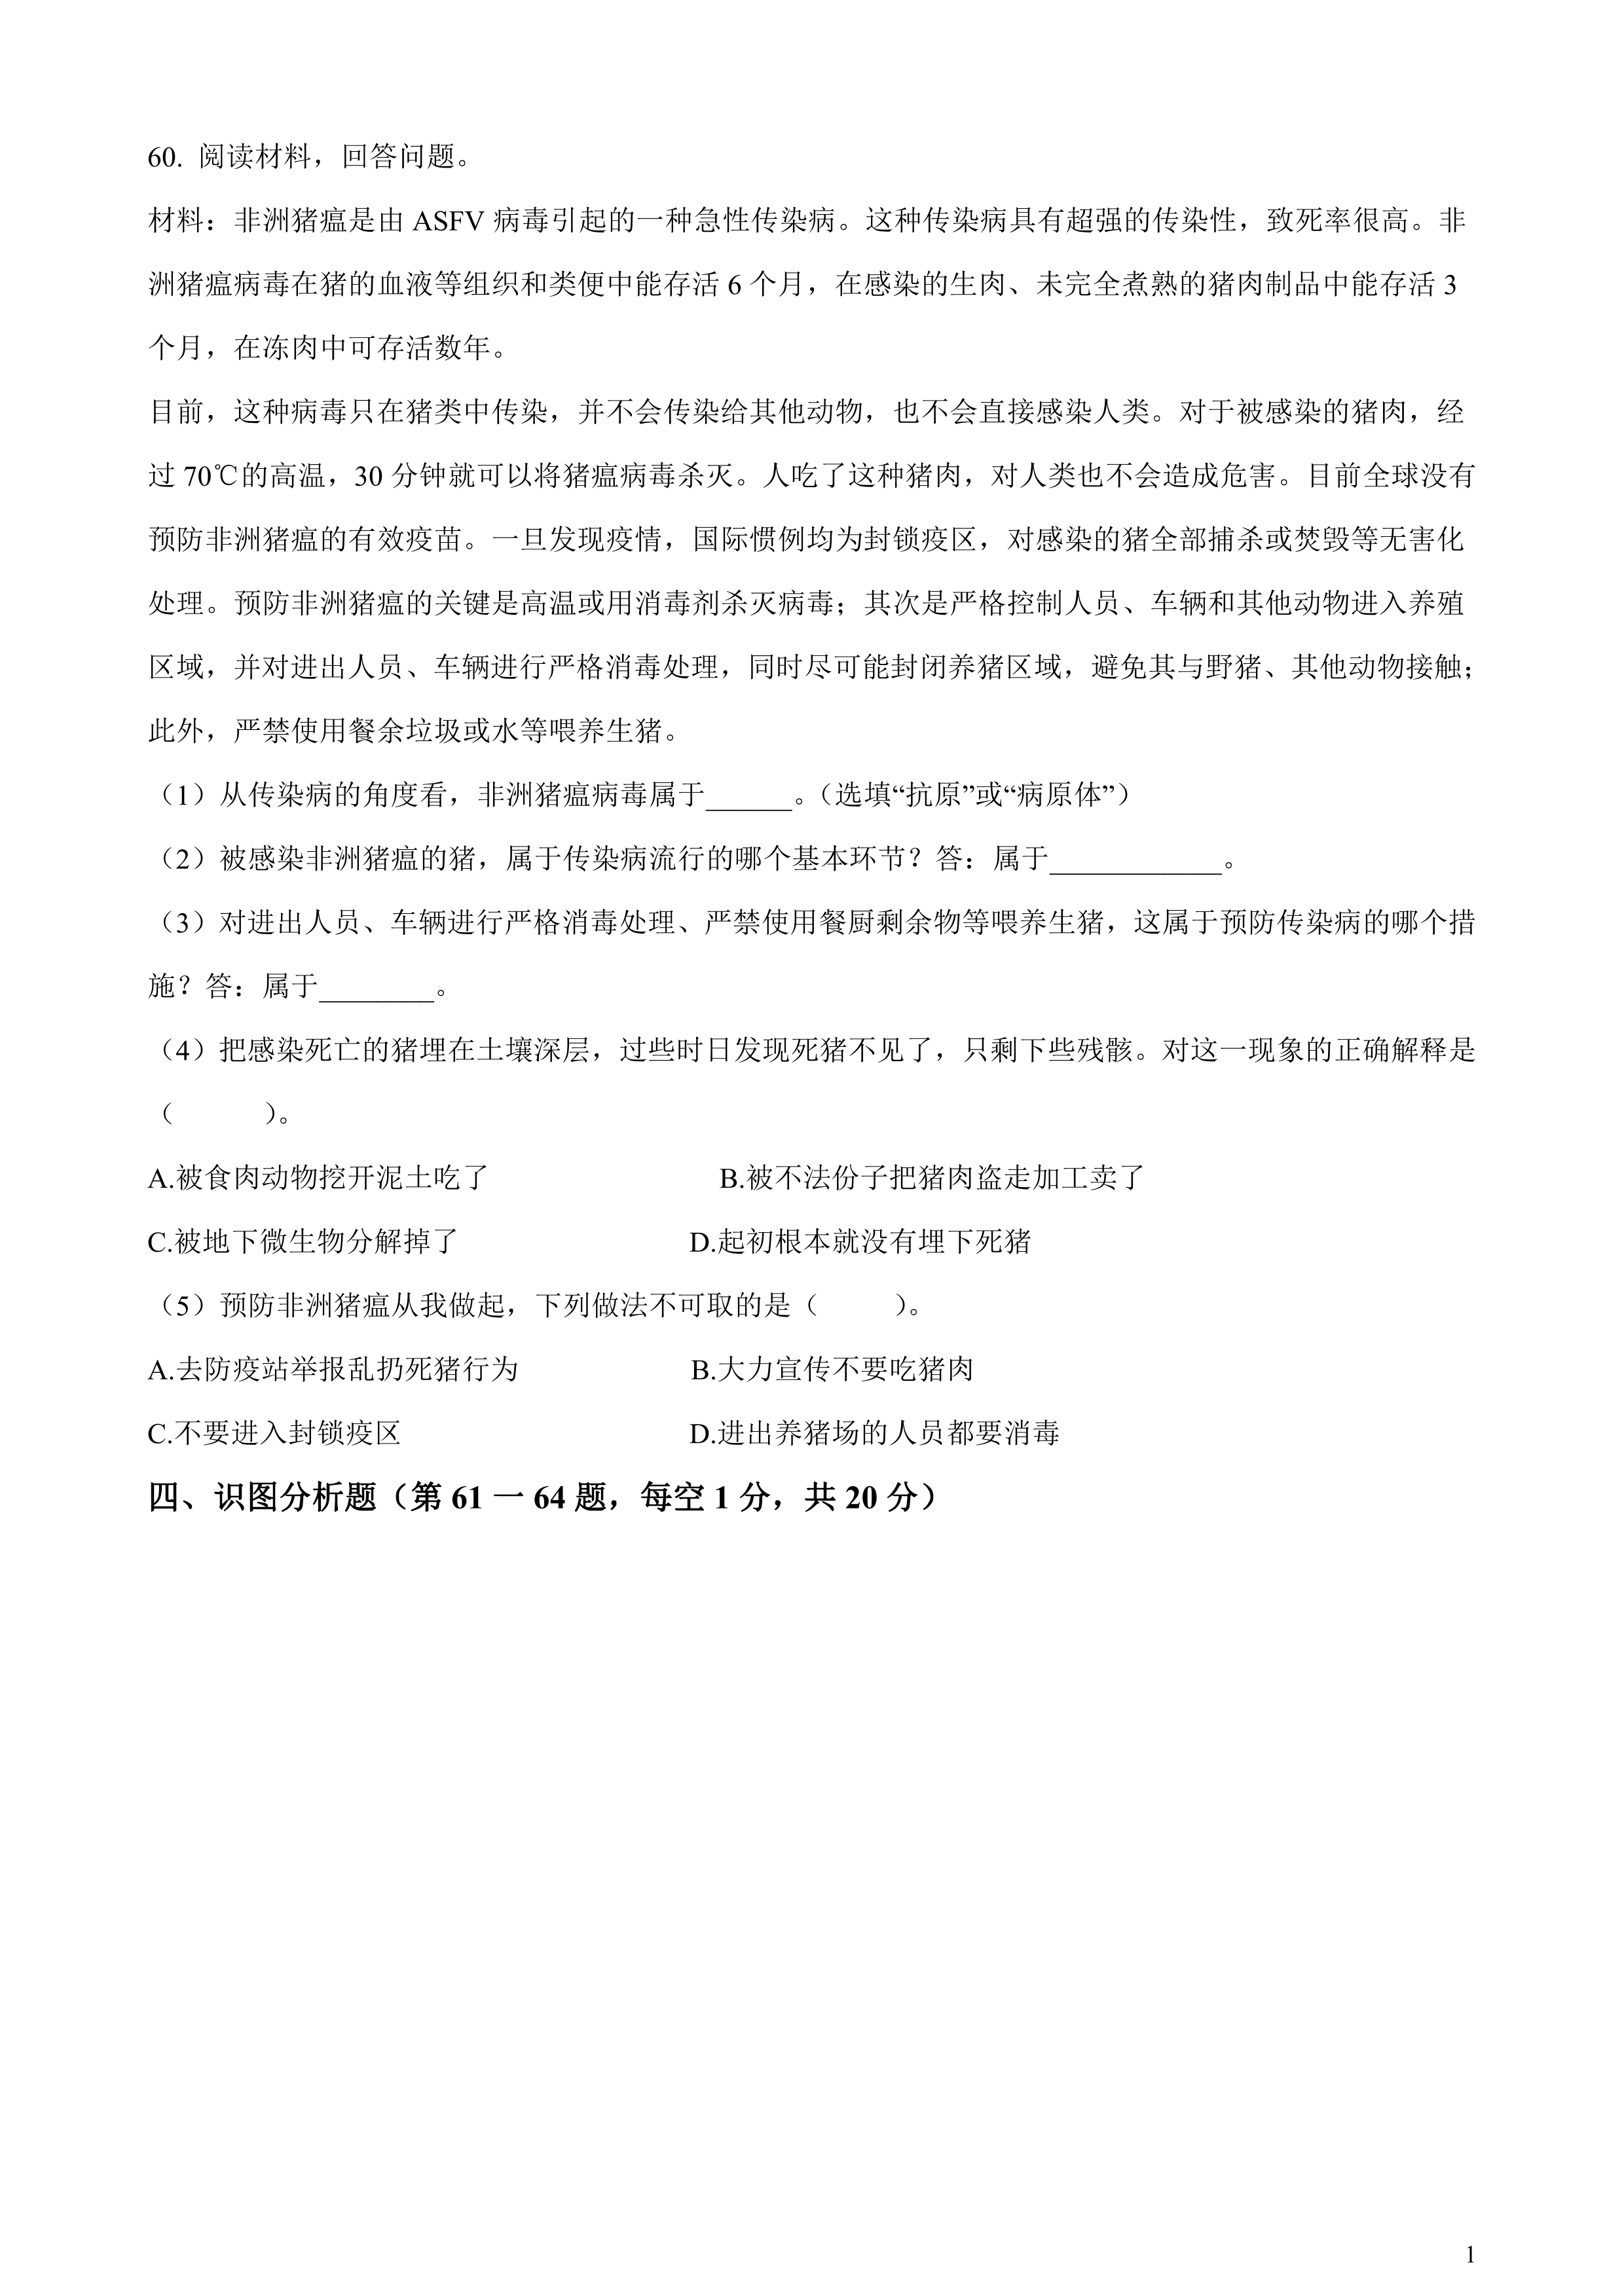 60. 阅读材料，回答问题。
材料：非洲猪瘟是由 ASFV 病毒引起的一种急性传染病。这种传染病具有超强的传染性，致死率很高。非
洲猪瘟病毒在猪的血液等组织和类便中能存活 6 个月，在感染的生肉、未完全煮熟的猪肉制品中能存活 3
个月，在冻肉中可存活数年。
目前，这种病毒只在猪类中传染，并不会传染给其他动物，也不会直接感染人类。对于被感染的猪肉，经
过 70℃的高温，30 分钟就可以将猪瘟病毒杀灭。人吃了这种猪肉，对人类也不会造成危害。目前全球没有
预防非洲猪瘟的有效疫苗。一旦发现疫情，国际惯例均为封锁疫区，对感染的猪全部捕杀或焚毁等无害化
处理。预防非洲猪瘟的关键是高温或用消毒剂杀灭病毒；其次是严格控制人员、车辆和其他动物进入养殖
区域，并对进出人员、车辆进行严格消毒处理，同时尽可能封闭养猪区域，避免其与野猪、其他动物接触；
此外，严禁使用餐余垃圾或水等喂养生猪。
（1）从传染病的角度看，非洲猪瘟病毒属于______。（选填“抗原”或“病原体”）
（2）被感染非洲猪瘟的猪，属于传染病流行的哪个基本环节？答：属于____________。
（3）对进出人员、车辆进行严格消毒处理、严禁使用餐厨剩余物等喂养生猪，这属于预防传染病的哪个措
施？答：属于________。
（4）把感染死亡的猪埋在土壤深层，过些时日发现死猪不见了，只剩下些残骸。对这一现象的正确解释是
（　　　）。
A.被食肉动物挖开泥土吃了　　　　B.被不法份子把猪肉盗走加工卖了
C.被地下微生物分解掉了　　　　D.起初根本就没有埋下死猪
（5）预防非洲猪瘟从我做起，下列做法不可取的是（　　　）。
A.去防疫站举报乱扔死猪行为　　　　B.大力宣传不要吃猪肉
C.不要进入封锁疫区　　　　D.进出养猪场的人员都要消毒
四、识图分析题（第 61 一 64 题，每空 1 分，共 20 分）
1